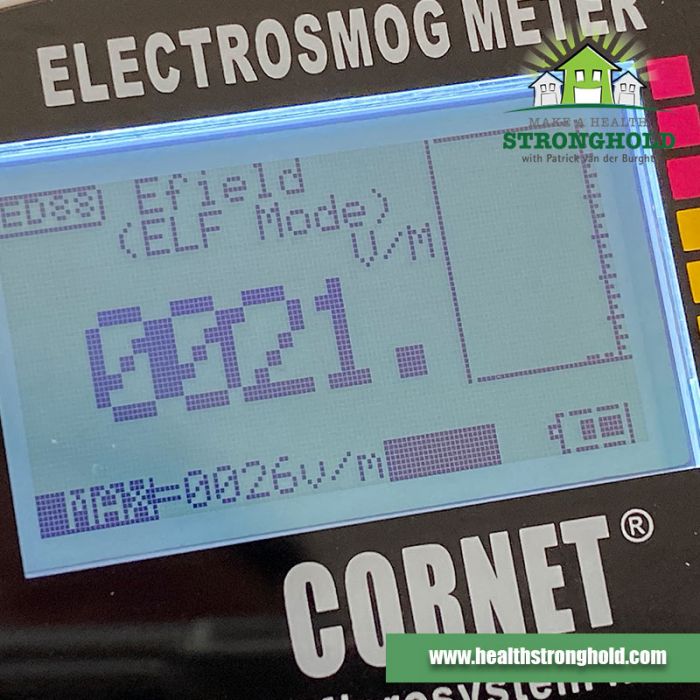 ELECTROSMOG METER
MAKE A HEALTH
STRONGHOLD
with Patrick Van der Burght
ED88 Efield
(ELF Mode)
V/M
0021.
MAX=0026v/m
CORNET®
www.healthstronghold.com